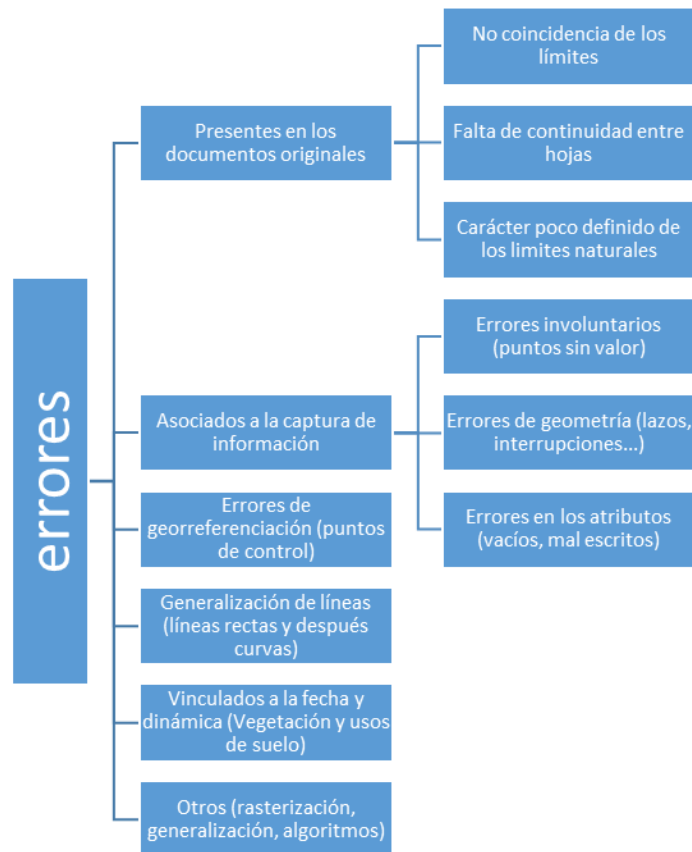 errores
Presentes en los
documentos originales
No coincidencia de los
límites
Falta de continuidad entre
hojas
Carácter poco definido de
los limites naturales
Asociados a la captura de
información
Errores involuntarios
(puntos sin valor)
Errores de geometría (lazos,
interrupciones...)
Errores en los atributos
(vacíos, mal escritos)
Errores de
georreferenciación (puntos
de control)
Generalización de líneas
(líneas rectas y después
curvas)
Vinculados a la fecha y
dinámica (Vegetación y usos
de suelo)
Otros (rasterización,
generalización, algoritmos)